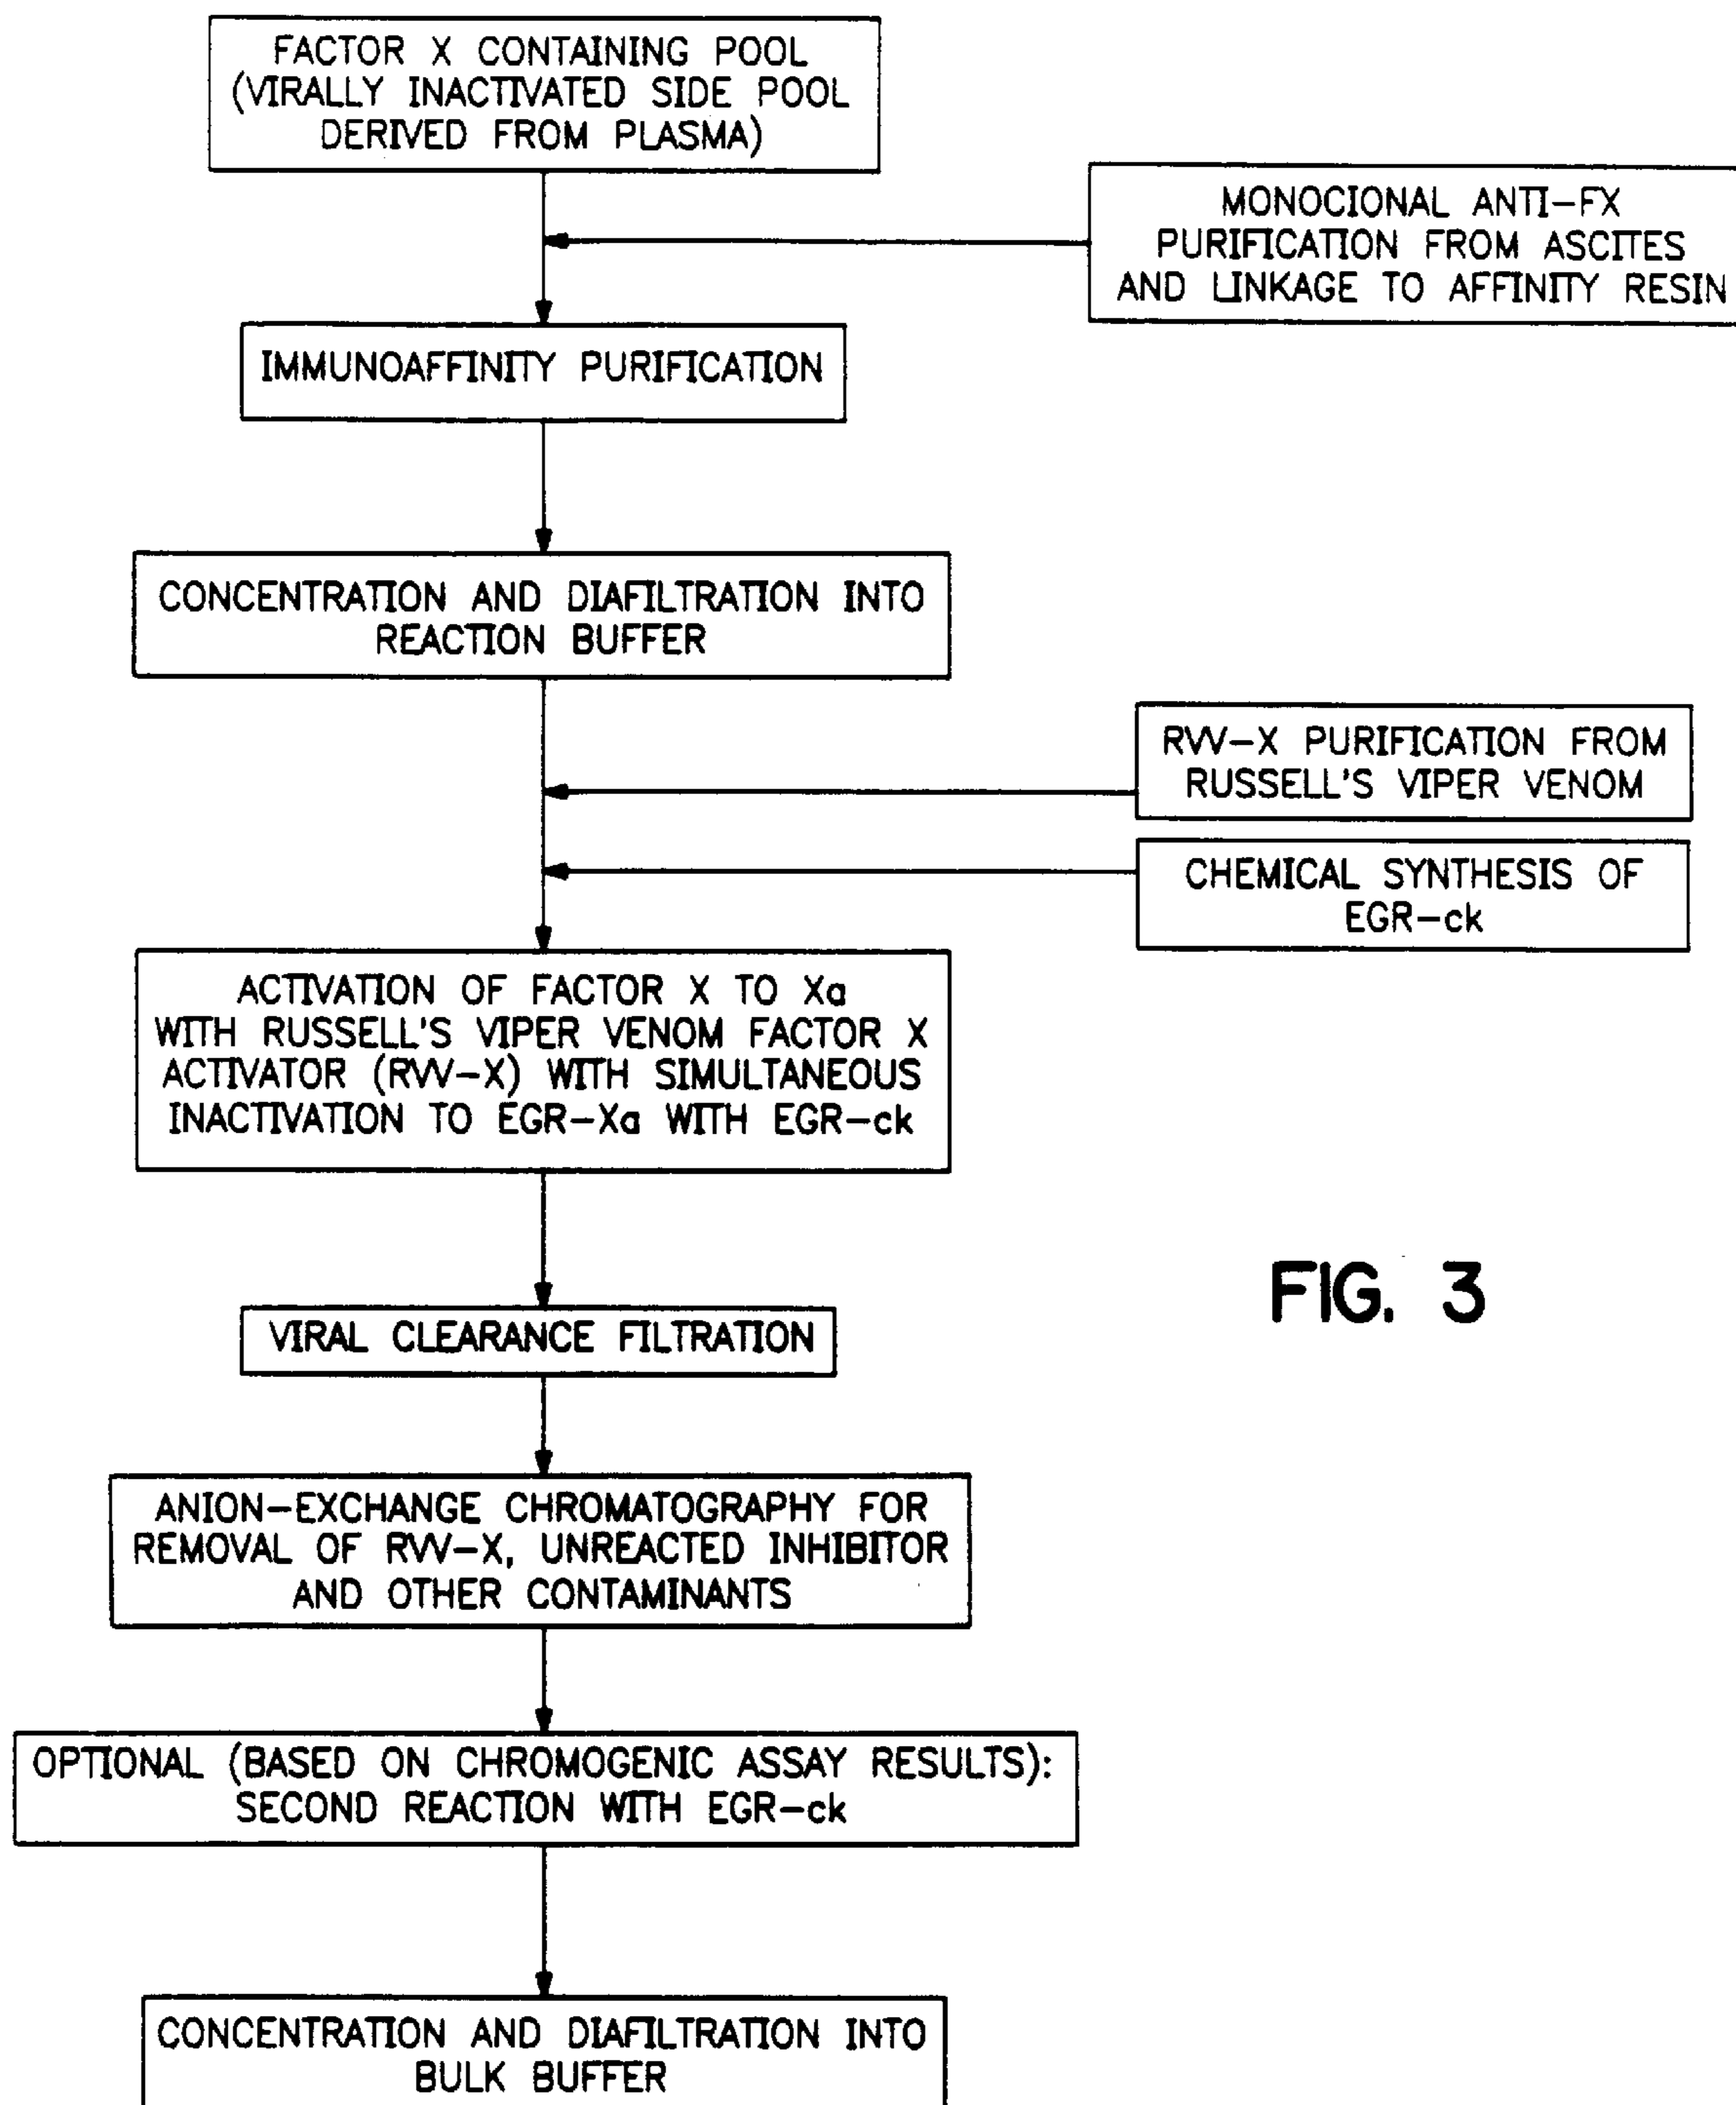 FACTOR X CONTAINING POOL
(VIRALLY INACTIVATED SIDE POOL
DERIVED FROM PLASMA)
MONOCIONAL ANTI-FX
PURIFICATION FROM ASCITES
AND LINKAGE TO AFFINITY RESIN
IMMUNOAFFINITY PURIFICATION
CONCENTRATION AND DIAFILTRATION INTO
REACTION BUFFER
RVV-X PURIFICATION FROM
RUSSELL'S VIPER VENOM
CHEMICAL SYNTHESIS OF
EGR-ck
ACTIVATION OF FACTOR X TO Xa
WITH RUSSELL'S VIPER VENOM FACTOR X
ACTIVATOR (RVV-X) WITH SIMULTANEOUS
INACTIVATION TO EGR-Xa WITH EGR-ck
FIG. 3
VIRAL CLEARANCE FILTRATION
ANION-EXCHANGE CHROMATOGRAPHY FOR
REMOVAL OF RVV-X, UNREACTED INHIBITOR
AND OTHER CONTAMINANTS
OPTIONAL (BASED ON CHROMOGENIC ASSAY RESULTS):
SECOND REACTION WITH EGR-ck
CONCENTRATION AND DIAFILTRATION INTO
BULK BUFFER